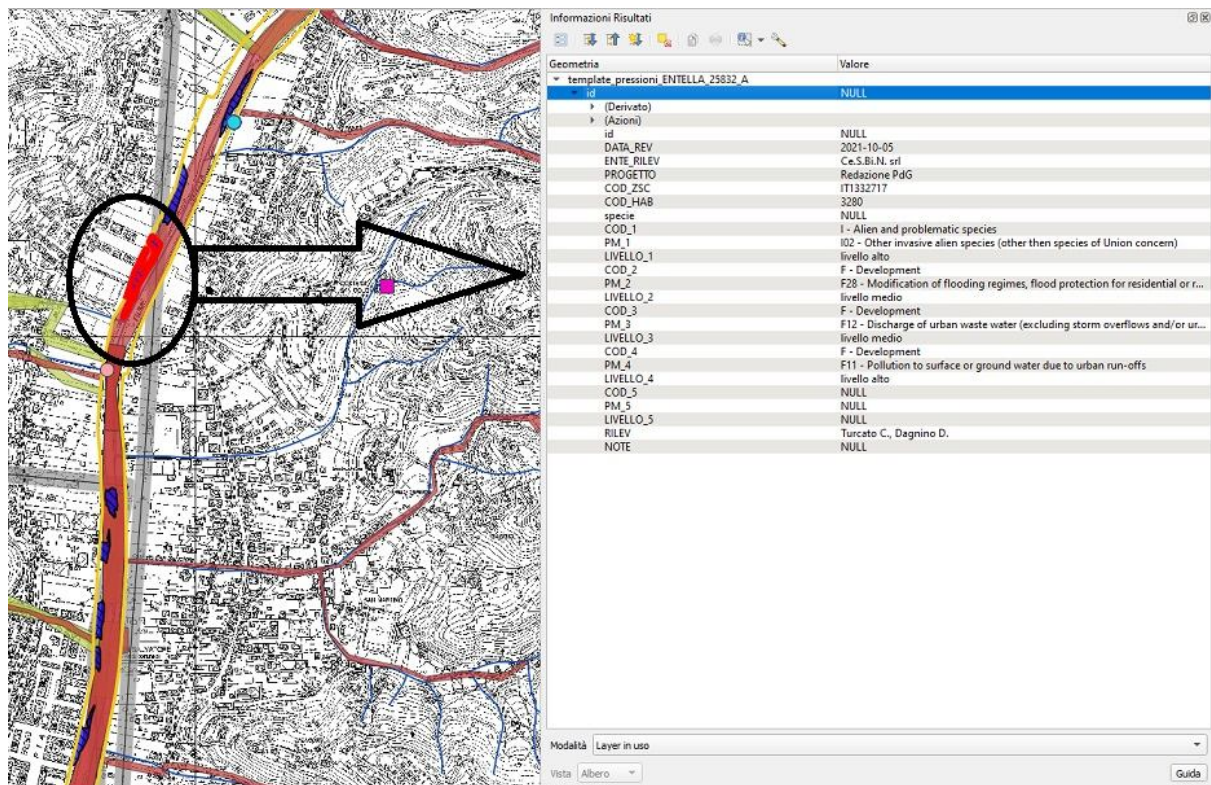 Informazioni Risultati
Geometria Valore
template_pressioni_ENTELLA_25832_A
id NULL
(Derivato)
(Azioni)
id NULL
DATA_REV 2021-10-05
ENTE_RILEV Ce.S.Bi.N. srl
PROGETTO Redazione PdG
COD_ZSC IT1332717
COD_HAB 3280
specie NULL
COD_1 I - Alien and problematic species
PM_1 I02 - Other invasive alien species (other then species of Union concern)
LIVELLO_1 livello alto
COD_2 F - Development
PM_2 F28 - Modification of flooding regimes, flood protection for residential or r...
LIVELLO_2 livello medio
COD_3 F - Development
PM_3 F12 - Discharge of urban waste water (excluding storm overflows and/or ur...
LIVELLO_3 livello medio
COD_4 F - Development
PM_4 F11 - Pollution to surface or ground water due to urban run-offs
LIVELLO_4 livello alto
COD_5 NULL
PM_5 NULL
LIVELLO_5 NULL
RILEV Turcato C., Dagnino D.
NOTE NULL
Modalità Layer in uso
Vista Albero Guida
SAN MARTINO